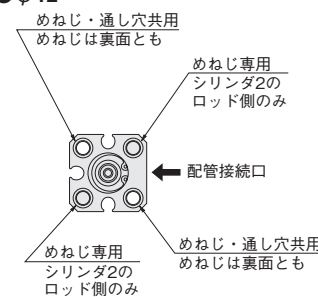 めねじ・通し穴共用
めねじは裏面とも
めねじ専用
シリンダ2の
ロッド側のみ
配管接続口
めねじ専用
シリンダ2の
ロッド側のみ
めねじ・通し穴共用
めねじは裏面とも